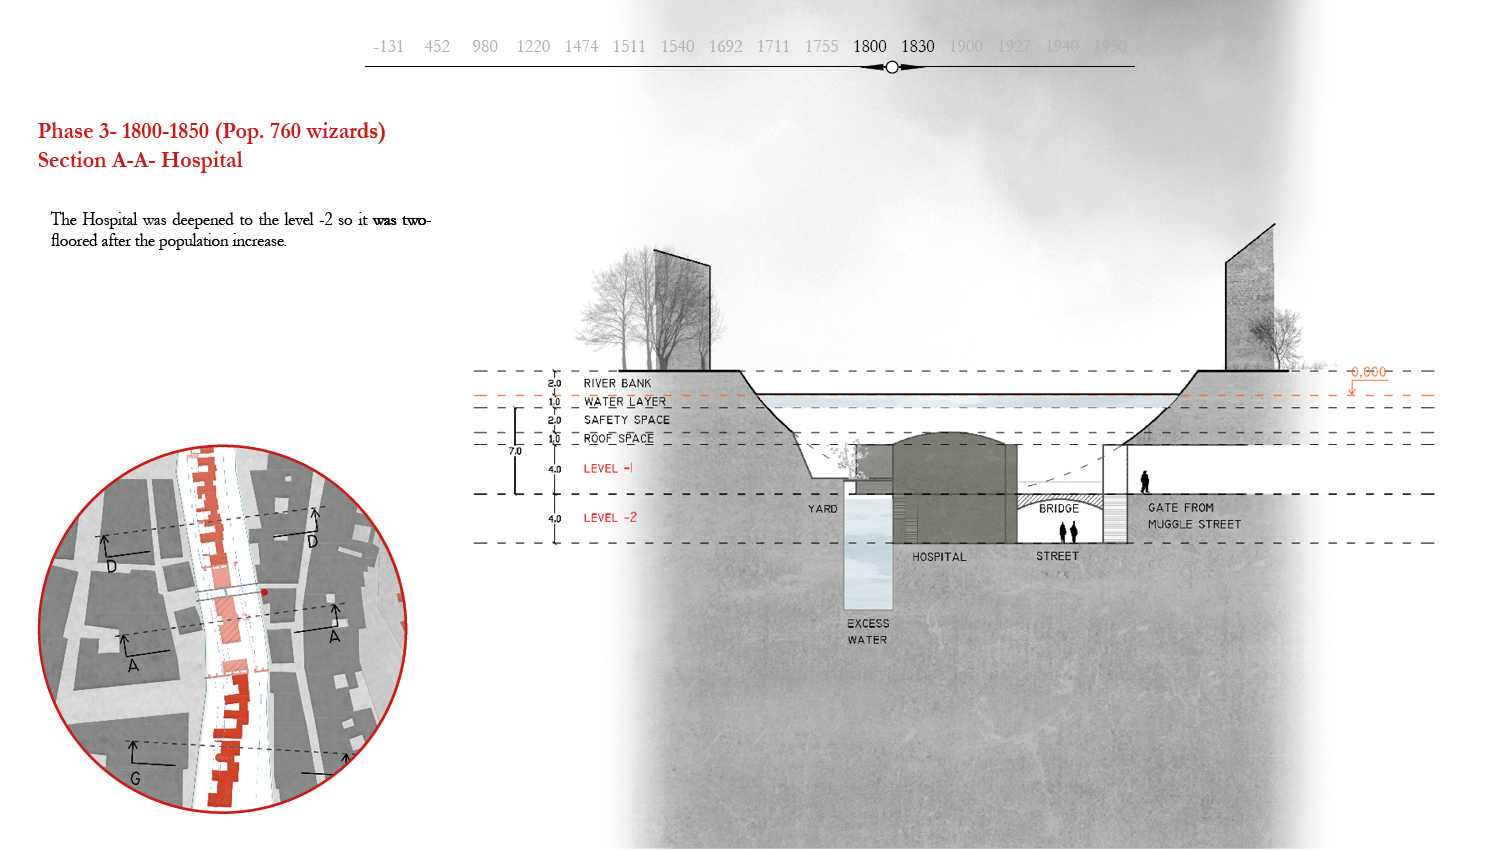 -131 452 980 1220 1474 1511 1540 1692 1711 1755 1800 1830 1900 1927 1940 1950
Phase 3- 1800-1850 (Pop. 760 wizards)
Section A-A- Hospital
The Hospital was deepened to the level -2 so it was two-
floored after the population increase.
0,000
2.0 RIVER BANK
1.0 WATER LAYER
2.0 SAFETY SPACE
1.0 ROOF SPACE
7.0
4.0 LEVEL -1
4.0 LEVEL -2
YARD
BRIDGE
GATE FROM
MUGGLE STREET
HOSPITAL
STREET
EXCESS
WATER
D
D
A
A
G